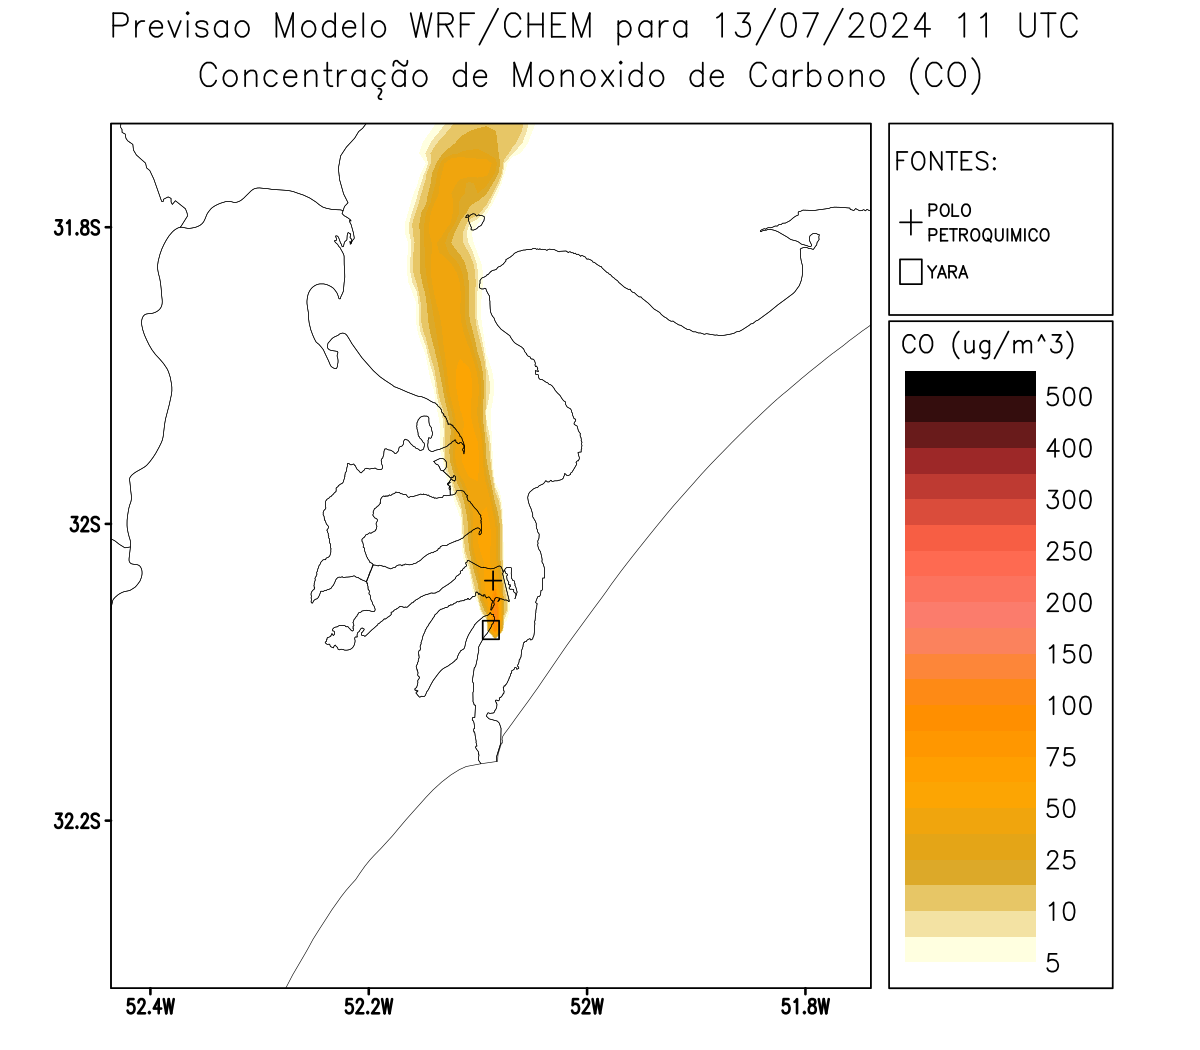 Previsao Modelo WRF/CHEM para 13/07/2024 11 UTC
Concentração de Monoxido de Carbono (CO)
FONTES:
POLO
PETROQUIMICO
YARA
CO (ug/m^3)
500
400
300
250
200
150
100
75
50
25
10
5
31.8S
32S
32.2S
52.4W
52.2W
52W
51.8W